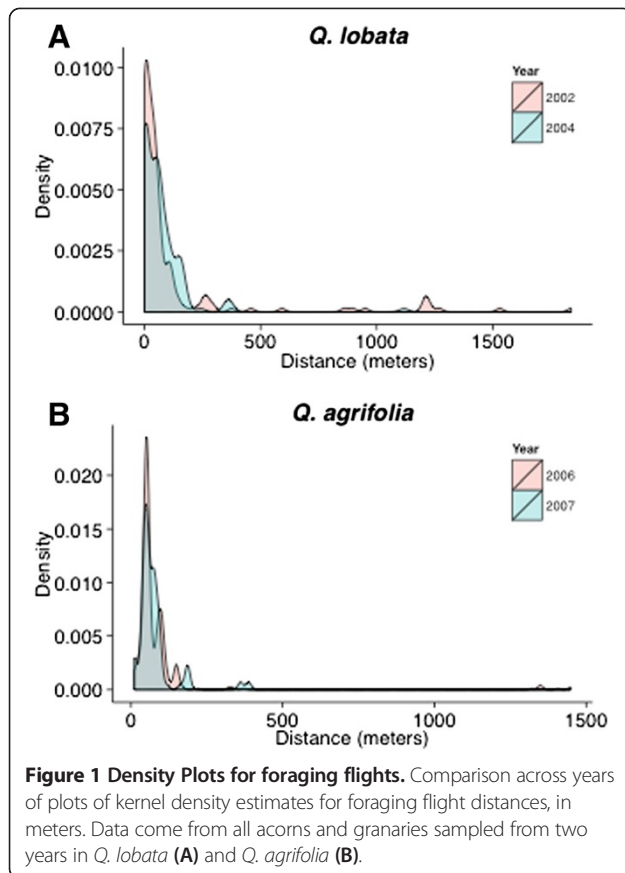 A
Q. lobata
0.0100
0.0075
0.0050
0.0025
0.0000
Density
0
500
1000
1500
Distance (meters)
Year
2002
2004
B
Q. agrifolia
0.020
0.015
0.010
0.005
0.000
Density
0
500
1000
1500
Distance (meters)
Year
2006
2007
Figure 1 Density Plots for foraging flights. Comparison across years
of plots of kernel density estimates for foraging flight distances, in
meters. Data come from all acorns and granaries sampled from two
years in Q. lobata (A) and Q. agrifolia (B).